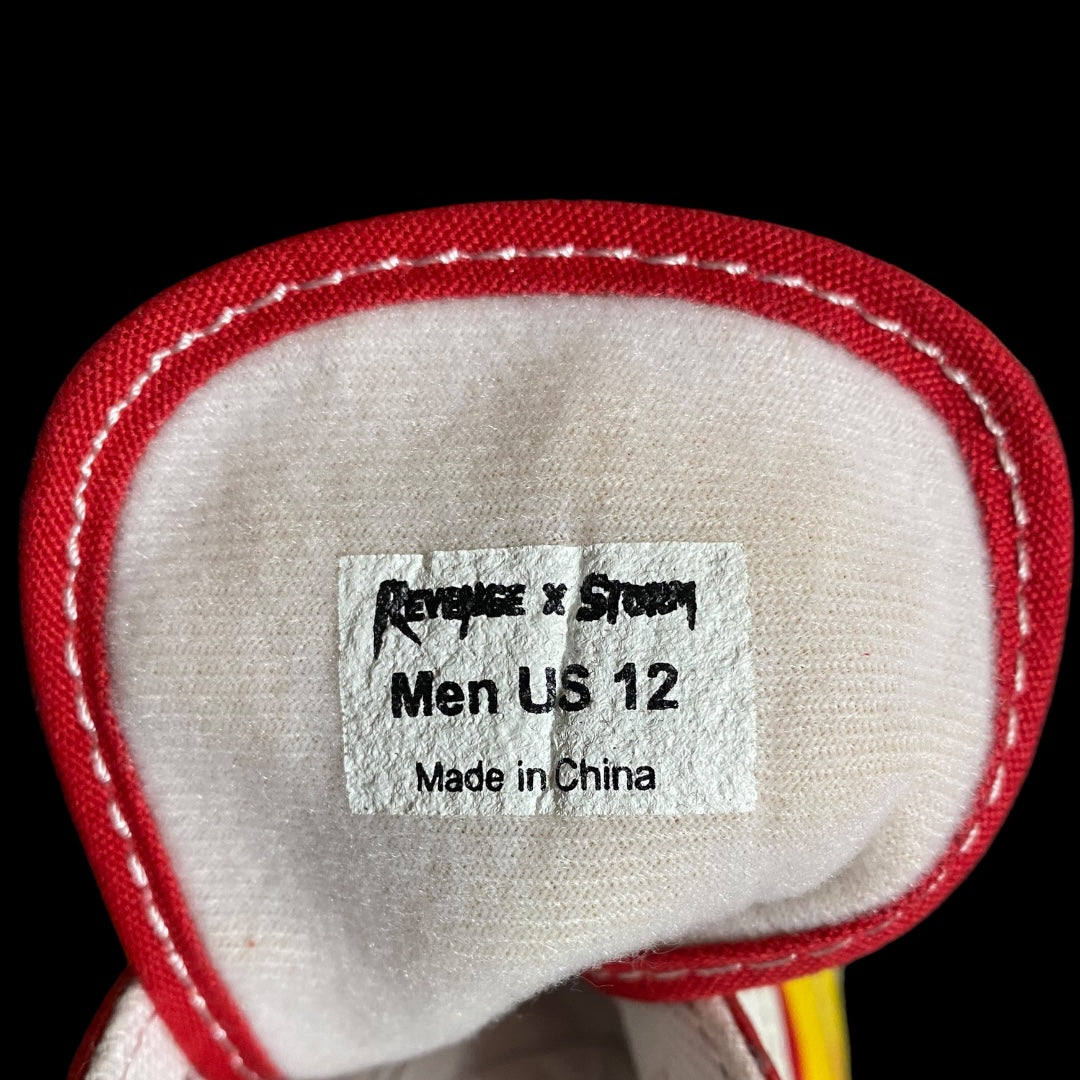 REVENGE X STORM
Men US 12
Made in China